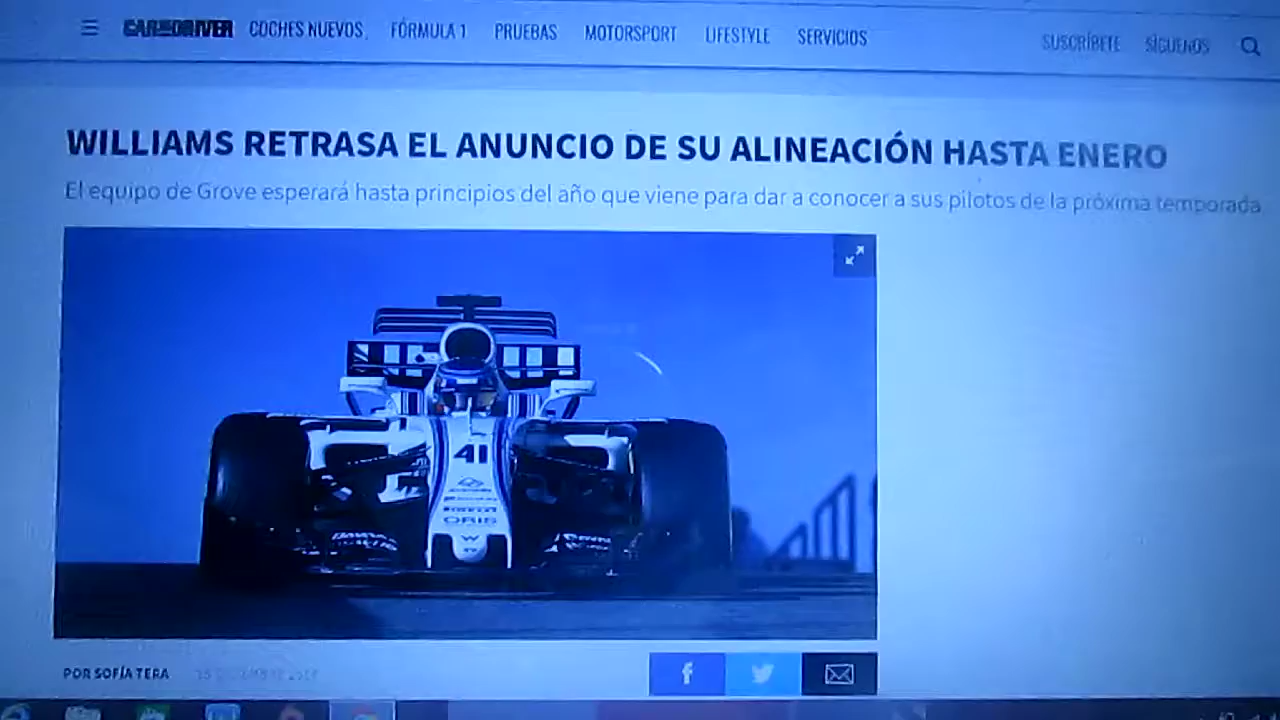 CAR AND DRIVER COCHES NUEVOS FÓRMULA 1 PRUEBAS MOTORSPORT LIFESTYLE SERVICIOS SUSCRÍBETE SÍGUENOS
WILLIAMS RETRASA EL ANUNCIO DE SU ALINEACIÓN HASTA ENERO
El equipo de Grove esperará hasta principios del año que viene para dar a conocer a sus pilotos de la próxima temporada
41
ORIS
W
POR SOFÍA TERA
f